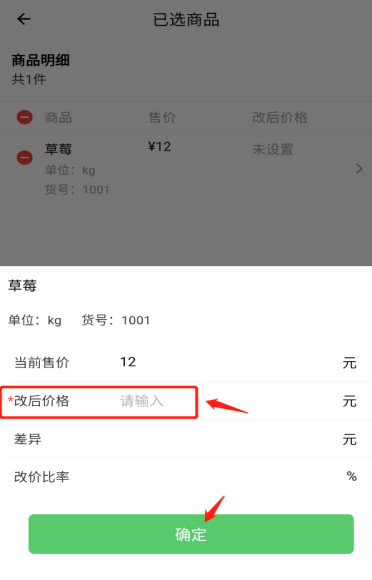 已选商品
商品明细
共1件
商品 售价 改后价格
草莓 ¥12 未设置
单位：kg
货号：1001
草莓
单位：kg 货号：1001
当前售价 12 元
*改后价格 请输入 元
差异 元
改价比率 %
确定